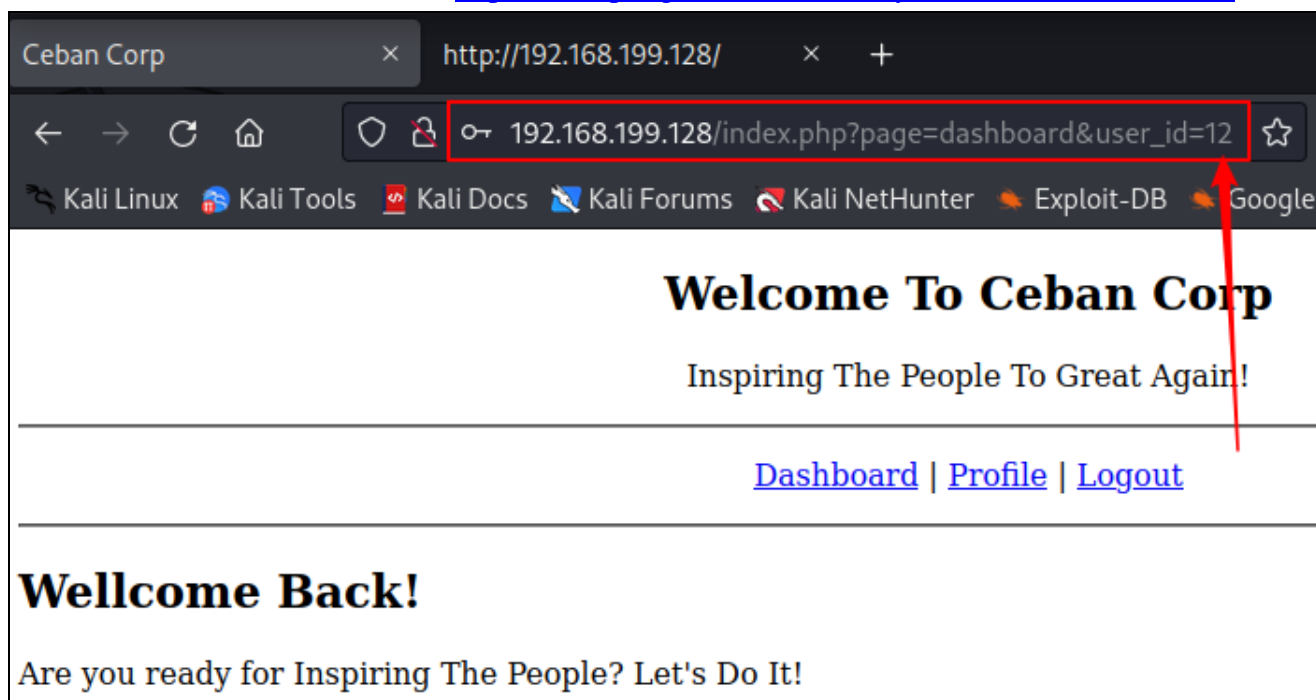 Ceban Corp × http://192.168.199.128/ × +
192.168.199.128/index.php?page=dashboard&user_id=12
Kali Linux Kali Tools Kali Docs Kali Forums Kali NetHunter Exploit-DB Google
Welcome To Ceban Corp
Inspiring The People To Great Again!
Dashboard | Profile | Logout
Wellcome Back!
Are you ready for Inspiring The People? Let's Do It!